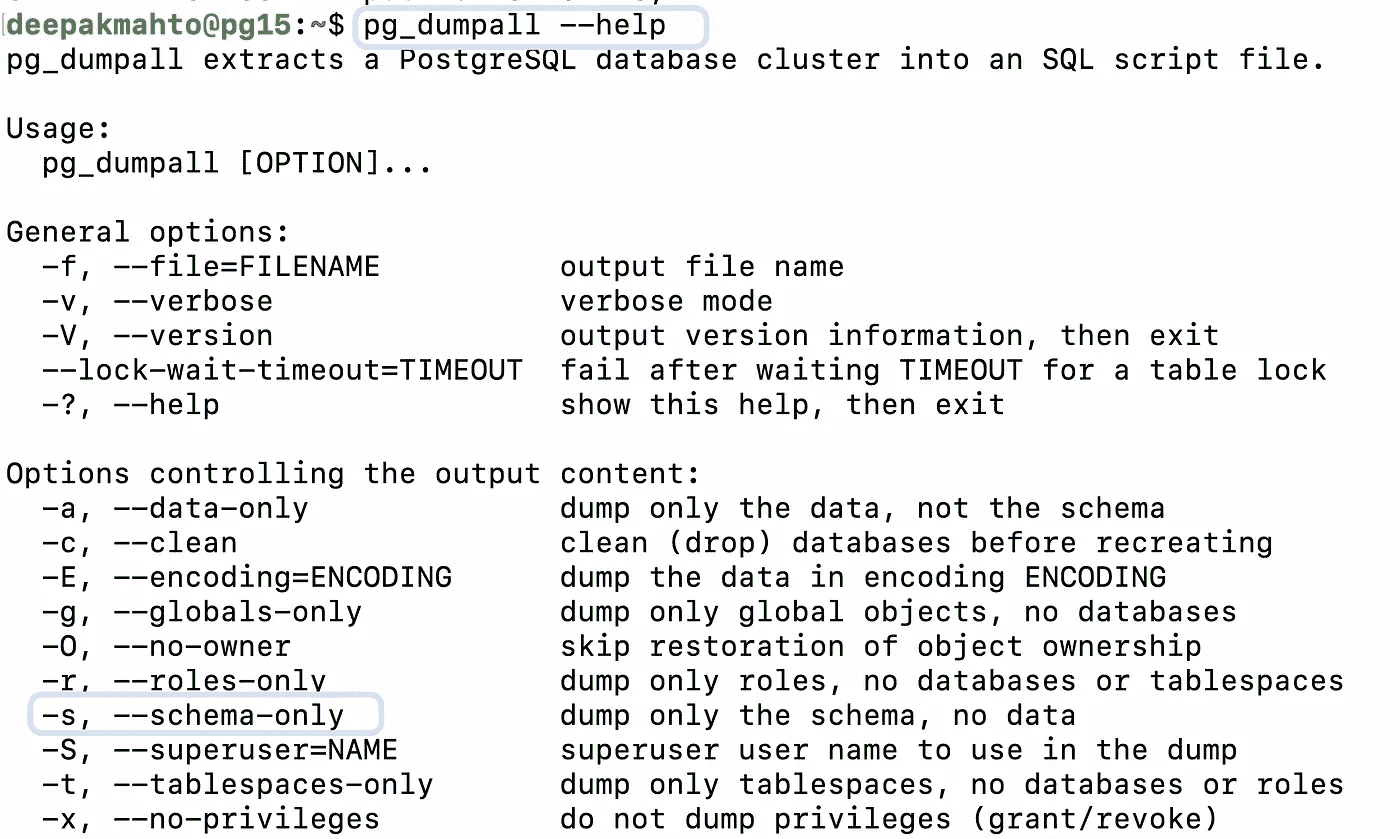 deepakmahto@pg15:~$ pg_dumpall --help
pg_dumpall extracts a PostgreSQL database cluster into an SQL script file.

Usage:
  pg_dumpall [OPTION]...

General options:
  -f, --file=FILENAME          output file name
  -v, --verbose                verbose mode
  -V, --version                output version information, then exit
  --lock-wait-timeout=TIMEOUT  fail after waiting TIMEOUT for a table lock
  -?, --help                   show this help, then exit

Options controlling the output content:
  -a, --data-only              dump only the data, not the schema
  -c, --clean                  clean (drop) databases before recreating
  -E, --encoding=ENCODING      dump the data in encoding ENCODING
  -g, --globals-only           dump only global objects, no databases
  -O, --no-owner               skip restoration of object ownership
  -r, --roles-only             dump only roles, no databases or tablespaces
  -s, --schema-only            dump only the schema, no data
  -S, --superuser=NAME         superuser user name to use in the dump
  -t, --tablespaces-only       dump only tablespaces, no databases or roles
  -x, --no-privileges          do not dump privileges (grant/revoke)